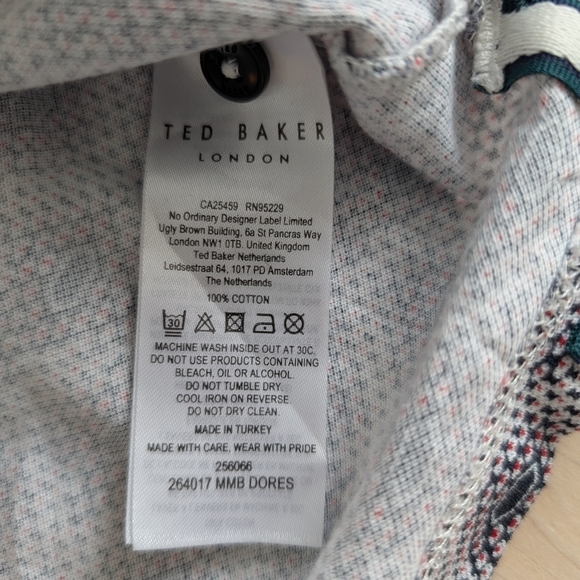 TED BAKER
LONDON
CA25459 RN95229
No Ordinary Designer Label Limited
Ugly Brown Building, 6a St Pancras Way
London NW1 0TB. United Kingdom
Ted Baker Netherlands
Leidsestraat 64, 1017 PD Amsterdam
The Netherlands
100% COTTON
30
MACHINE WASH INSIDE OUT AT 30C.
DO NOT USE PRODUCTS CONTAINING
BLEACH, OIL OR ALCOHOL.
DO NOT TUMBLE DRY.
COOL IRON ON REVERSE.
DO NOT DRY CLEAN.
MADE IN TURKEY
MADE WITH CARE, WEAR WITH PRIDE
256066
264017 MMB DORES